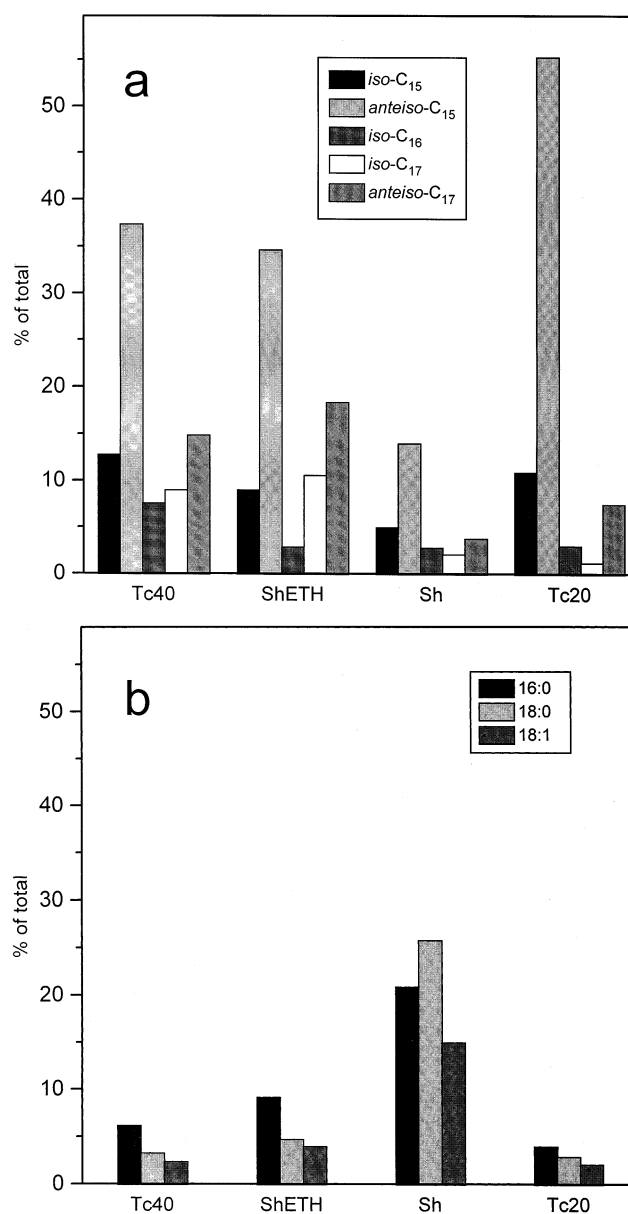 a
iso-C15
anteiso-C15
iso-C16
iso-C17
anteiso-C17
50
40
30
20
10
0
% of total
Tc40 ShETH Sh Tc20
b
16:0
18:0
18:1
50
40
30
20
10
0
% of total
Tc40 ShETH Sh Tc20